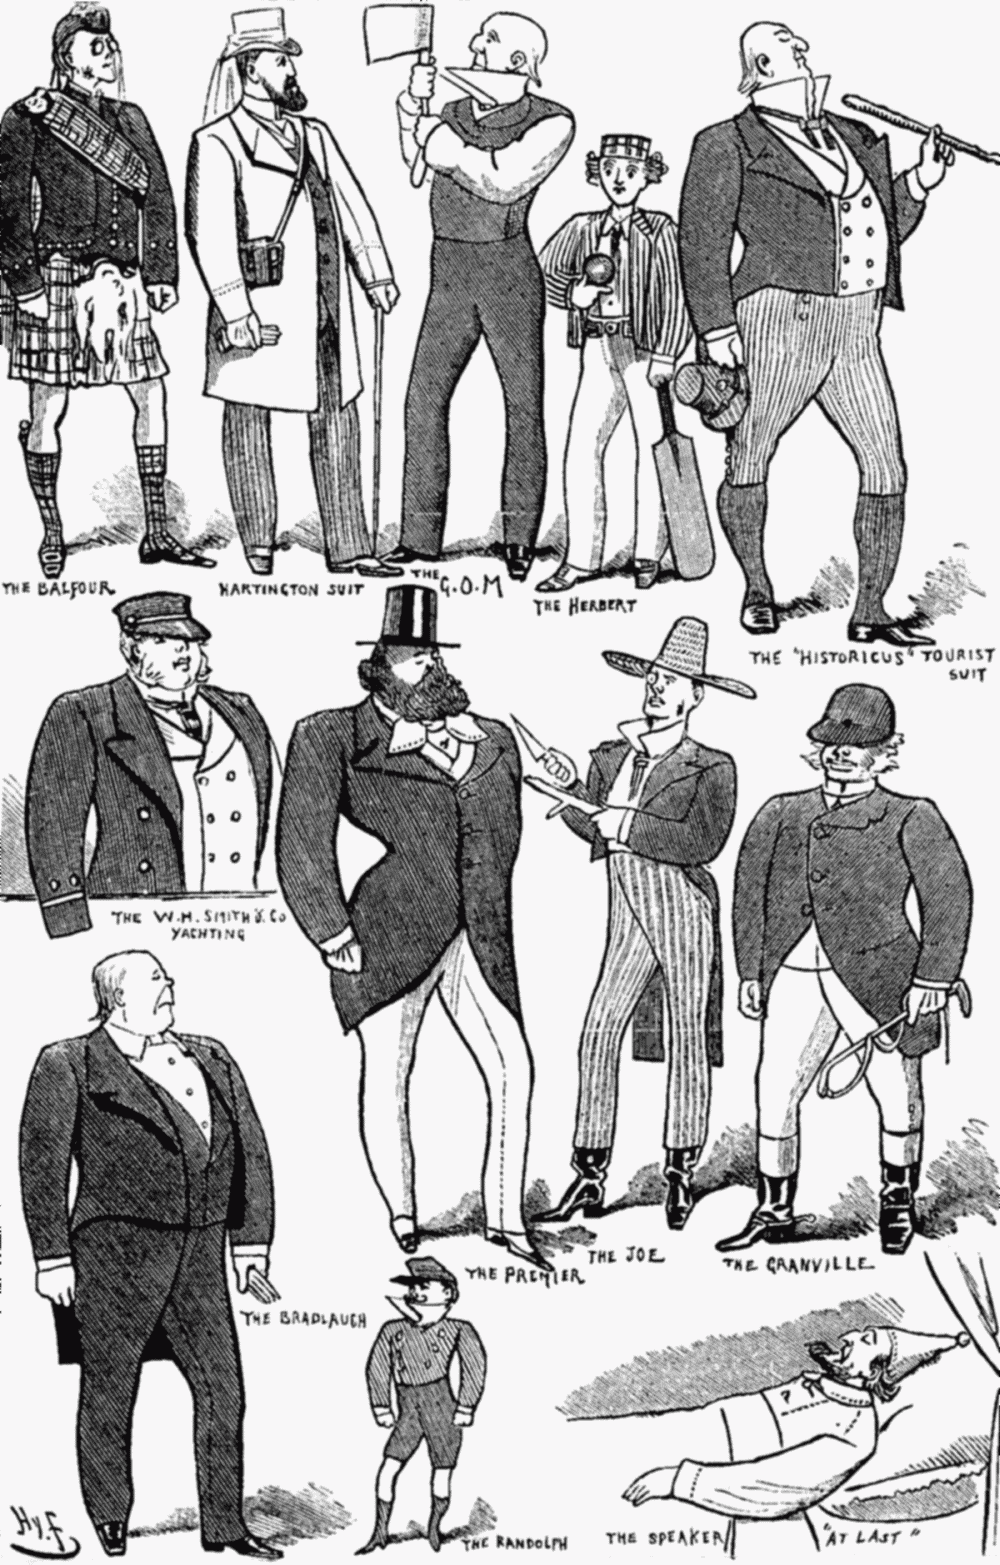 THE BALFOUR
HARTINGTON SUIT
THE G.O.M
THE HERBERT
THE "HISTORICUS" TOURIST
SUIT
THE W.H. SMITH & Co
YACHTING
THE PREMIER
THE JOE
THE GRANVILLE
THE BRADLAUGH
THE RANDOLPH
THE SPEAKER
"AT LAST"
Hy.F